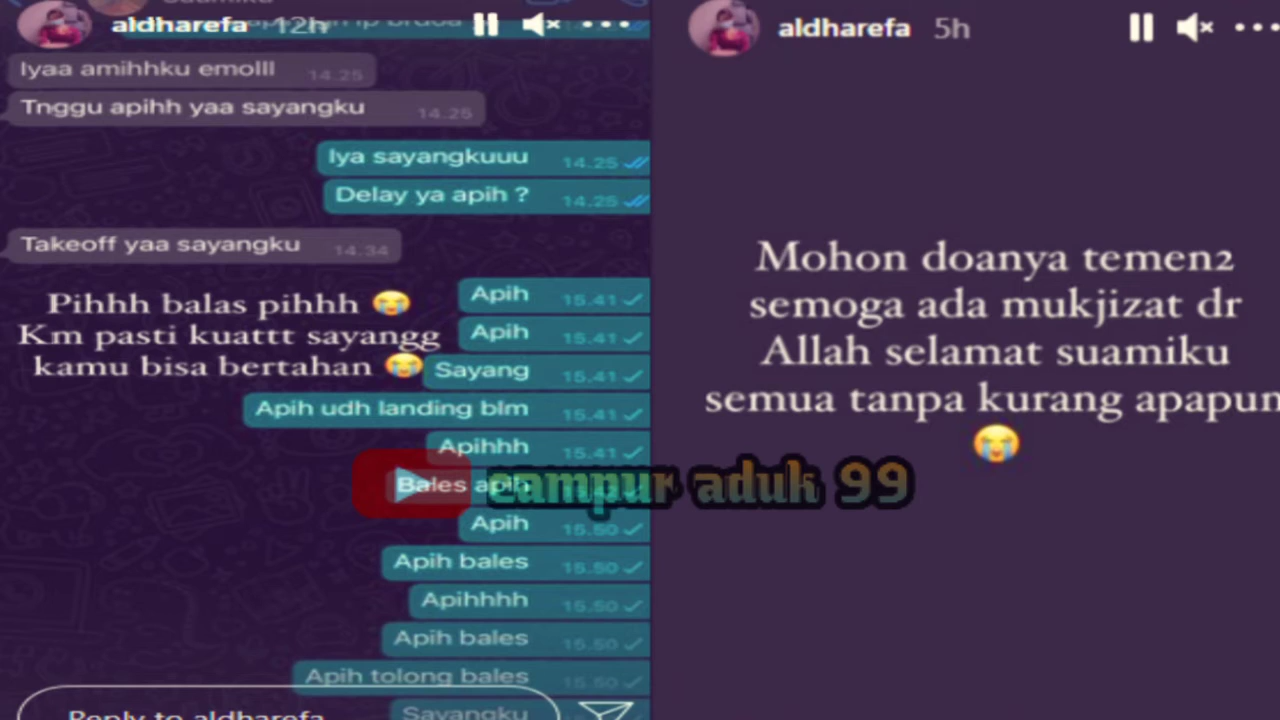 aldharefa 12h
Iyaa amihhku emolll 14.25
Tnggu apihh yaa sayangku 14.25
Iya sayangkuuu 14.25
Delay ya apih ? 14.25
Takeoff yaa sayangku 14.34
Pihhh balas pihhh 😭
Km pasti kuattt sayangg
kamu bisa bertahan 😭
Apih 15.41
Apih 15.41
Sayang 15.41
Apih udh landing blm 15.41
Apihhh 15.41
Bales apih
Apih 15.50
Apih bales 15.50
Apihhhh 15.50
Apih bales 15.50
Apih tolong bales 15.50
Sayangku
Reply to aldharefa
aldharefa 5h
Mohon doanya temen2
semoga ada mukjizat dr
Allah selamat suamiku
semua tanpa kurang apapun
😭
campur aduk 99